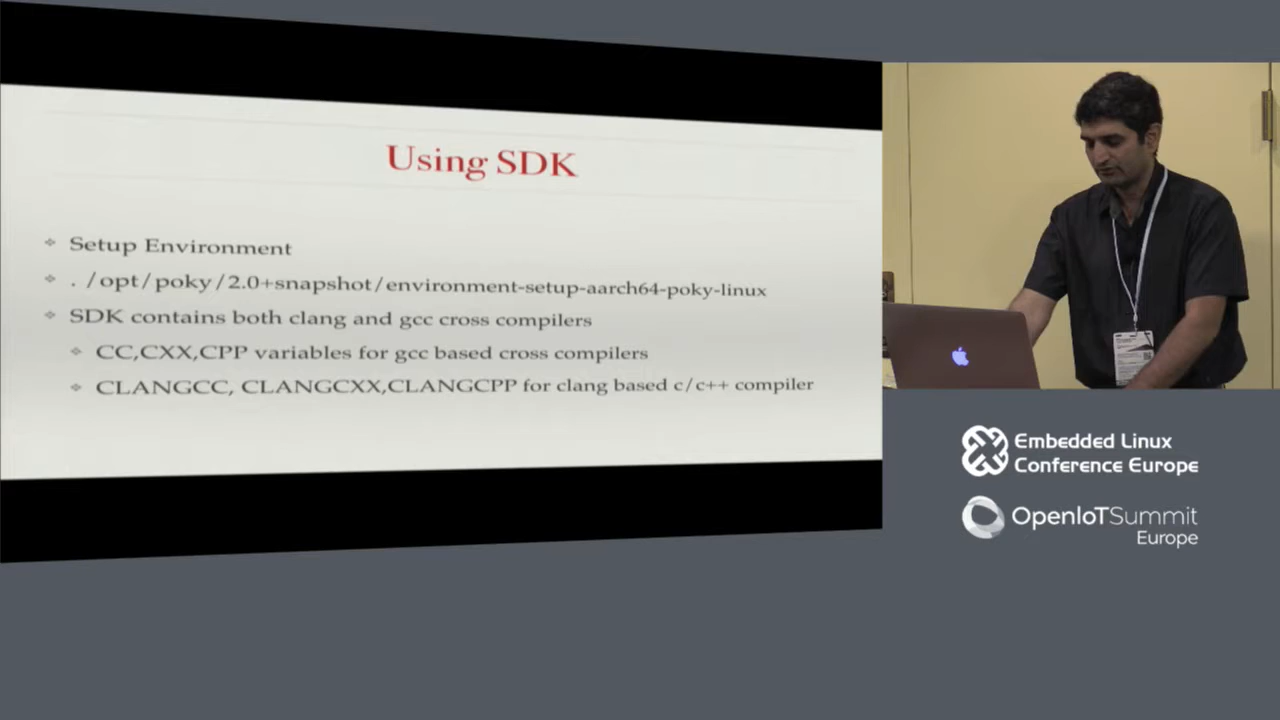 Using SDK
Setup Environment
. /opt/poky/2.0+snapshot/environment-setup-aarch64-poky-linux
SDK contains both clang and gcc cross compilers
CC,CXX,CPP variables for gcc based cross compilers
CLANGCC, CLANGCXX,CLANGCPP for clang based c/c++ compiler
Embedded Linux
Conference Europe
OpenIoTSummit
Europe